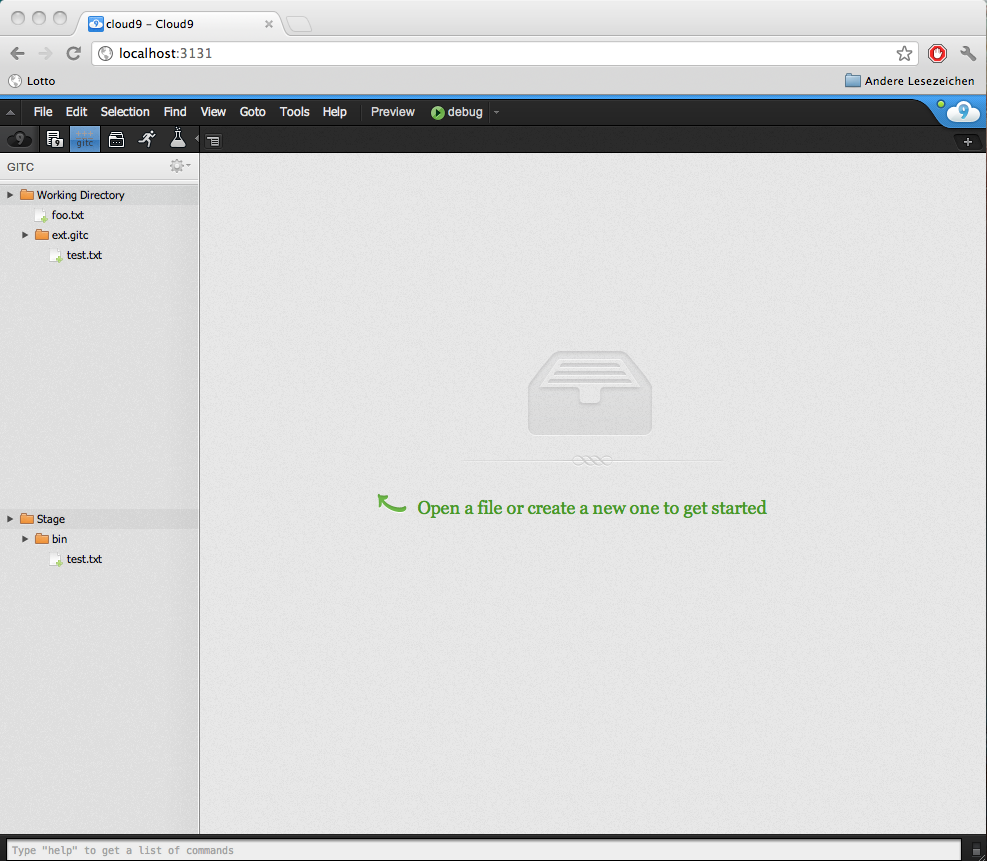 cloud9 – Cloud9
localhost:3131
Lotto
Andere Lesezeichen
File Edit Selection Find View Goto Tools Help Preview debug
9
9 gitc
GITC
Working Directory
foo.txt
ext.gitc
test.txt
Open a file or create a new one to get started
Stage
bin
test.txt
Type "help" to get a list of commands